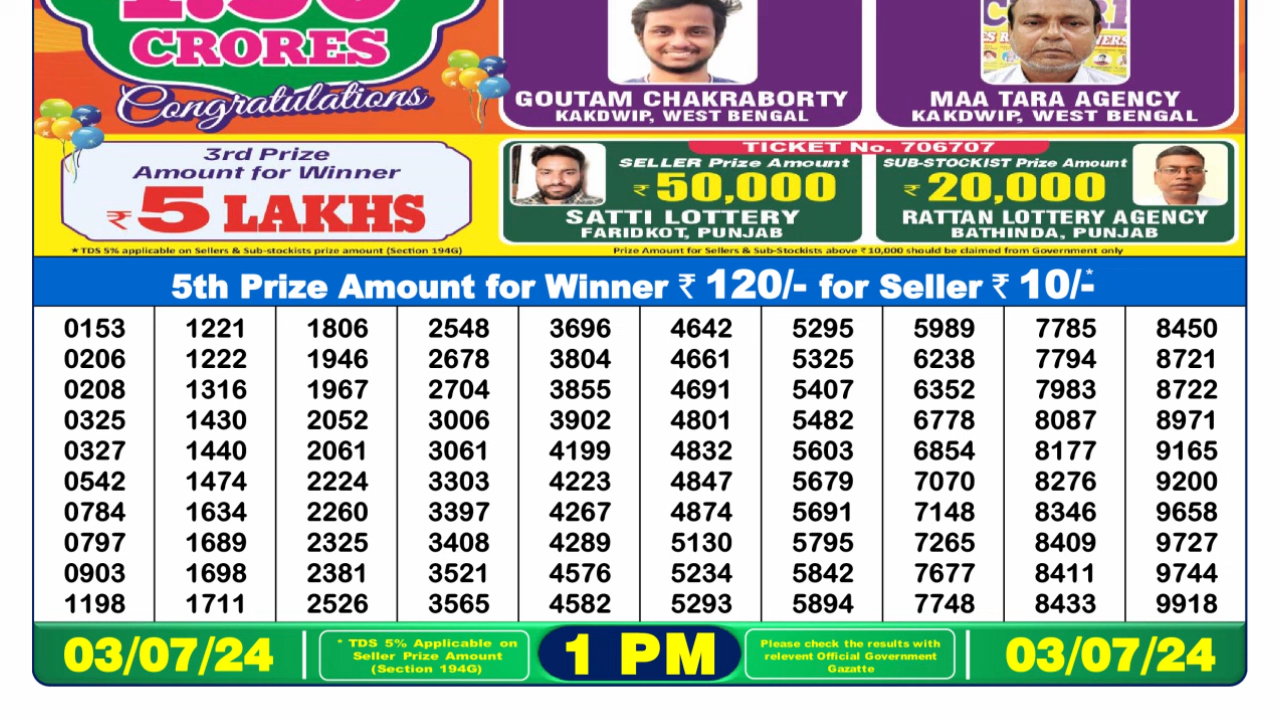 CRORES
Congratulations
GOUTAM CHAKRABORTY
KAKDWIP, WEST BENGAL
MAA TARA AGENCY
KAKDWIP, WEST BENGAL
3rd Prize
Amount for Winner
₹ 5 LAKHS
TICKET No. 706707
SELLER Prize Amount
₹ 50,000
SATTI LOTTERY
FARIDKOT, PUNJAB
SUB-STOCKIST Prize Amount
₹ 20,000
RATTAN LOTTERY AGENCY
BATHINDA, PUNJAB
★ TDS 5% applicable on Sellers & Sub-stockists prize amount (Section 194G)
Prize Amount for Sellers & Sub-Stockists above ₹ 10,000 should be claimed from Government only
5th Prize Amount for Winner ₹ 120/- for Seller ₹ 10/-*
0153 1221 1806 2548 3696 4642 5295 5989 7785 8450
0206 1222 1946 2678 3804 4661 5325 6238 7794 8721
0208 1316 1967 2704 3855 4691 5407 6352 7983 8722
0325 1430 2052 3006 3902 4801 5482 6778 8087 8971
0327 1440 2061 3061 4199 4832 5603 6854 8177 9165
0542 1474 2224 3303 4223 4847 5679 7070 8276 9200
0784 1634 2260 3397 4267 4874 5691 7148 8346 9658
0797 1689 2325 3408 4289 5130 5795 7265 8409 9727
0903 1698 2381 3521 4576 5234 5842 7677 8411 9744
1198 1711 2526 3565 4582 5293 5894 7748 8433 9918
03/07/24
* TDS 5% Applicable on
Seller Prize Amount
(Section 194G)
1 PM
Please check the results with
relevent Official Government
Gazatte
03/07/24